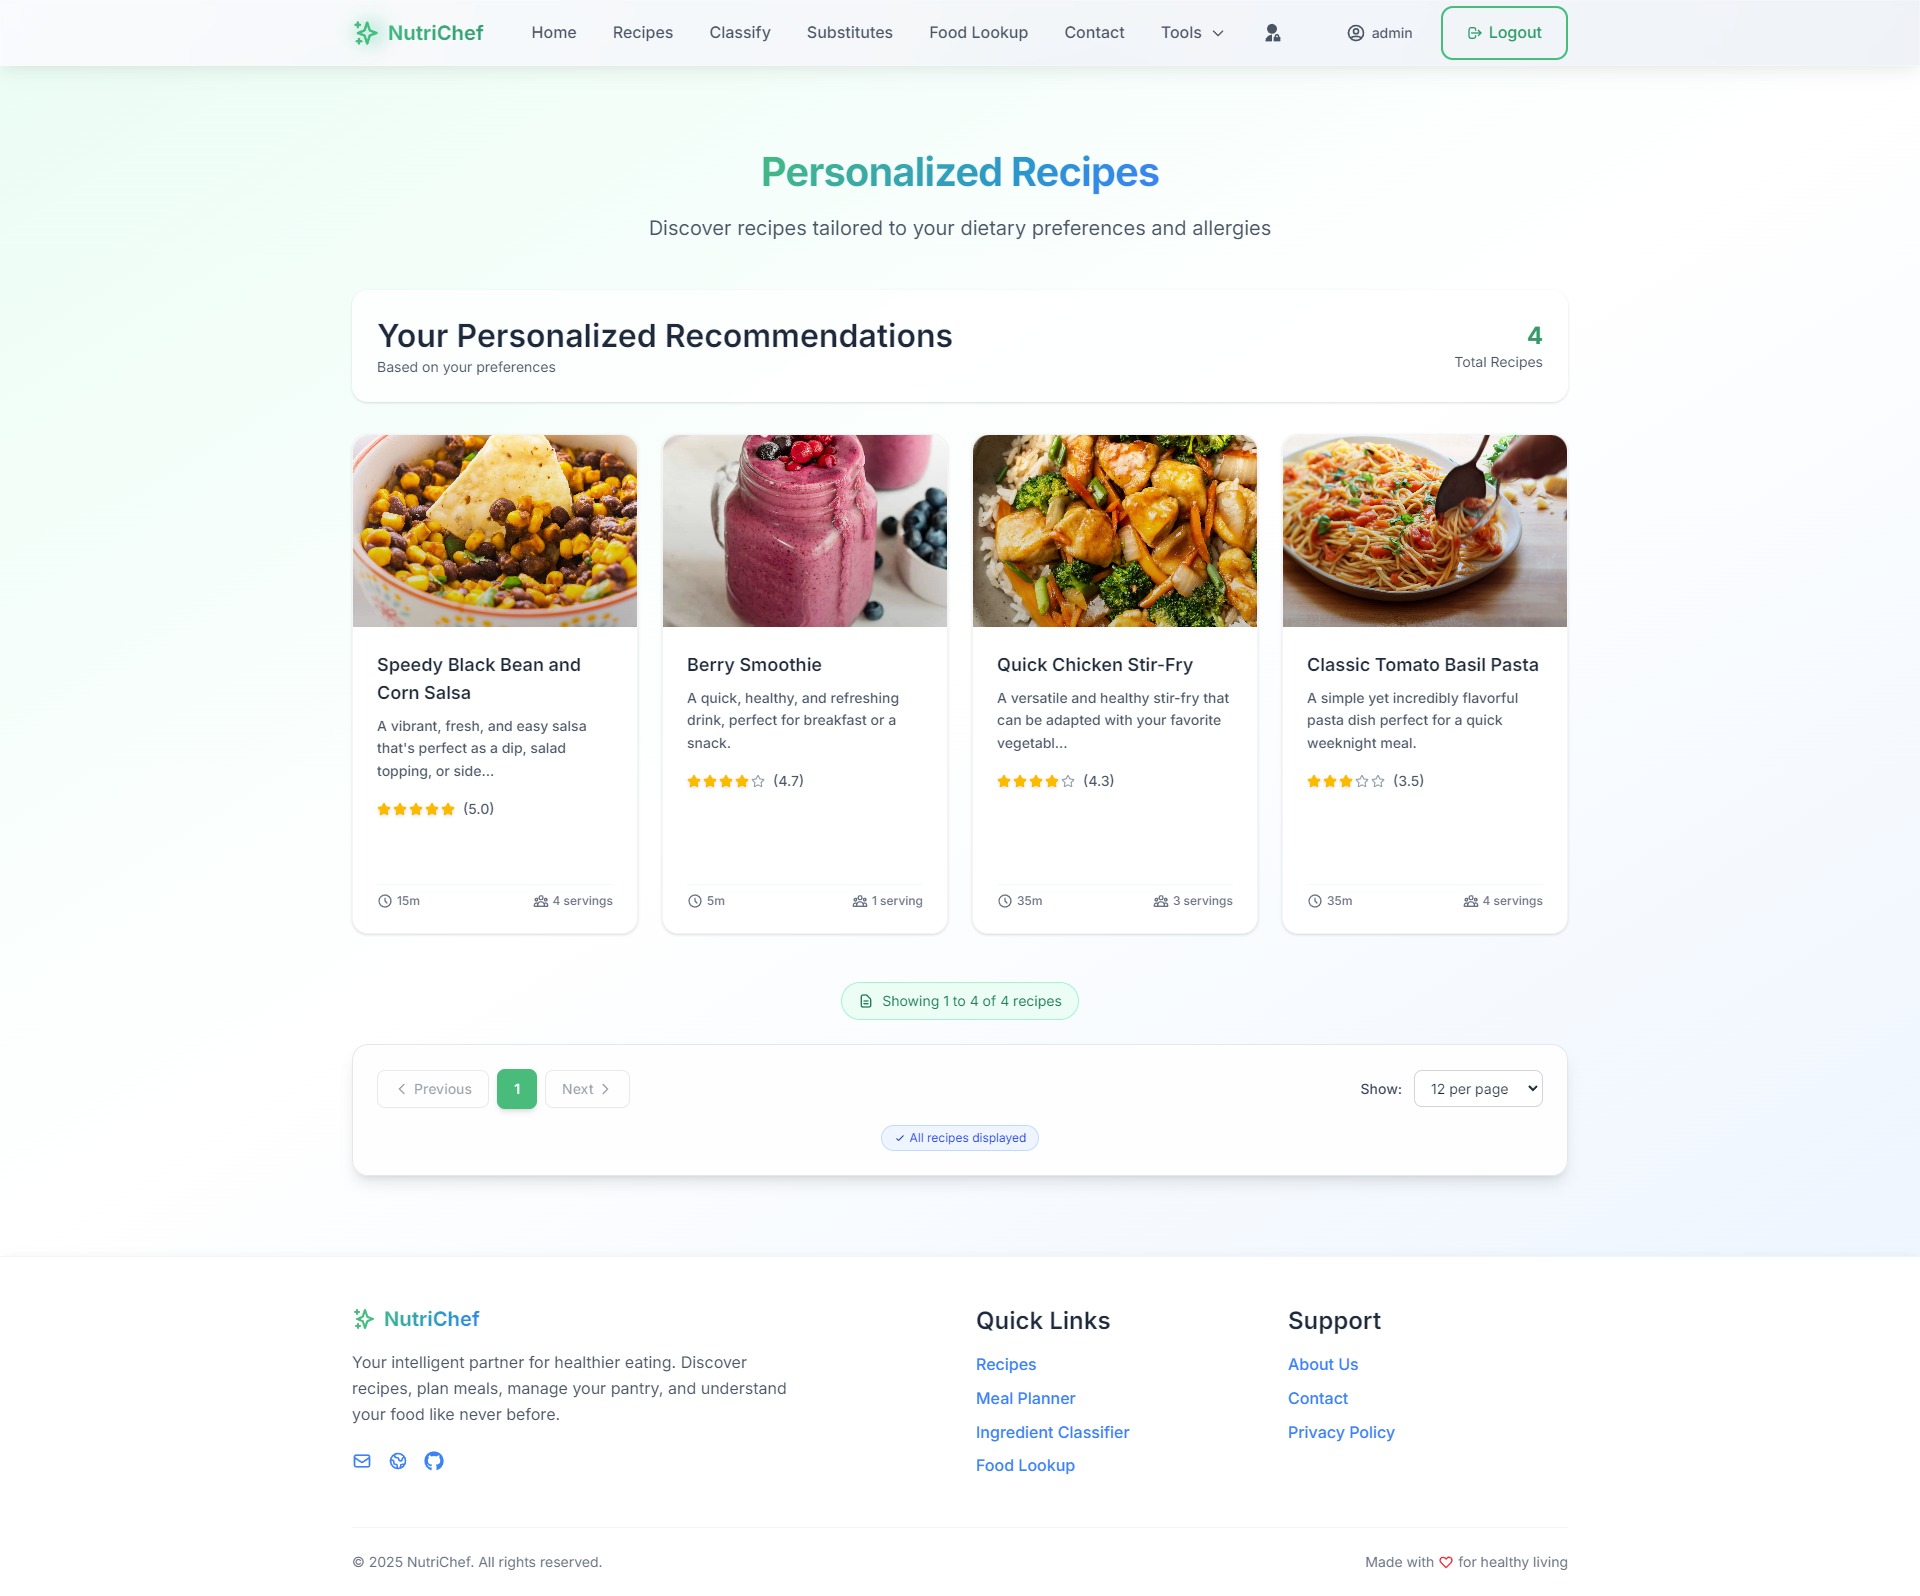 NutriChef
Home
Recipes
Classify
Substitutes
Food Lookup
Contact
Tools
admin
Logout
Personalized Recipes
Discover recipes tailored to your dietary preferences and allergies
Your Personalized Recommendations
Based on your preferences
4
Total Recipes
Speedy Black Bean and
Corn Salsa
A vibrant, fresh, and easy salsa
that's perfect as a dip, salad
topping, or side...
(5.0)
15m
4 servings
Berry Smoothie
A quick, healthy, and refreshing
drink, perfect for breakfast or a
snack.
(4.7)
5m
1 serving
Quick Chicken Stir-Fry
A versatile and healthy stir-fry that
can be adapted with your favorite
vegetabl...
(4.3)
35m
3 servings
Classic Tomato Basil Pasta
A simple yet incredibly flavorful
pasta dish perfect for a quick
weeknight meal.
(3.5)
35m
4 servings
Showing 1 to 4 of 4 recipes
Previous
1
Next
Show:
12 per page
All recipes displayed
NutriChef
Your intelligent partner for healthier eating. Discover
recipes, plan meals, manage your pantry, and understand
your food like never before.
Quick Links
Recipes
Meal Planner
Ingredient Classifier
Food Lookup
Support
About Us
Contact
Privacy Policy
© 2025 NutriChef. All rights reserved.
Made with for healthy living